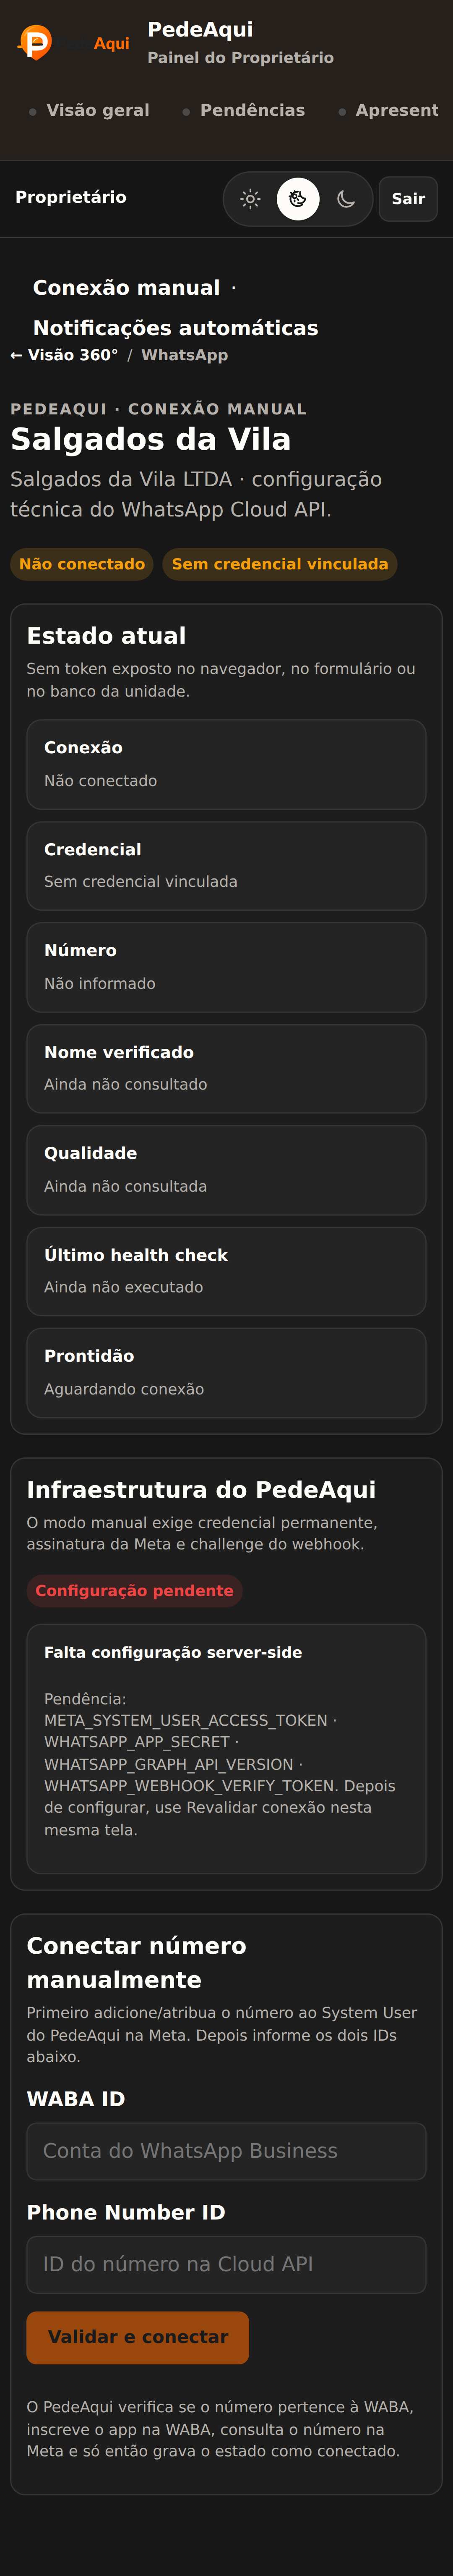 Aqui
PedeAqui
Painel do Proprietário
Visão geral
Pendências
Apresent
Proprietário
Sair
Conexão manual ·
Notificações automáticas
← Visão 360° / WhatsApp
PEDEAQUI · CONEXÃO MANUAL
Salgados da Vila
Salgados da Vila LTDA · configuração
técnica do WhatsApp Cloud API.
Não conectado
Sem credencial vinculada
Estado atual
Sem token exposto no navegador, no formulário ou
no banco da unidade.
Conexão
Não conectado
Credencial
Sem credencial vinculada
Número
Não informado
Nome verificado
Ainda não consultado
Qualidade
Ainda não consultada
Último health check
Ainda não executado
Prontidão
Aguardando conexão
Infraestrutura do PedeAqui
O modo manual exige credencial permanente,
assinatura da Meta e challenge do webhook.
Configuração pendente
Falta configuração server-side
Pendência:
META_SYSTEM_USER_ACCESS_TOKEN ·
WHATSAPP_APP_SECRET ·
WHATSAPP_GRAPH_API_VERSION ·
WHATSAPP_WEBHOOK_VERIFY_TOKEN. Depois
de configurar, use Revalidar conexão nesta
mesma tela.
Conectar número
manualmente
Primeiro adicione/atribua o número ao System User
do PedeAqui na Meta. Depois informe os dois IDs
abaixo.
WABA ID
Conta do WhatsApp Business
Phone Number ID
ID do número na Cloud API
Validar e conectar
O PedeAqui verifica se o número pertence à WABA,
inscreve o app na WABA, consulta o número na
Meta e só então grava o estado como conectado.